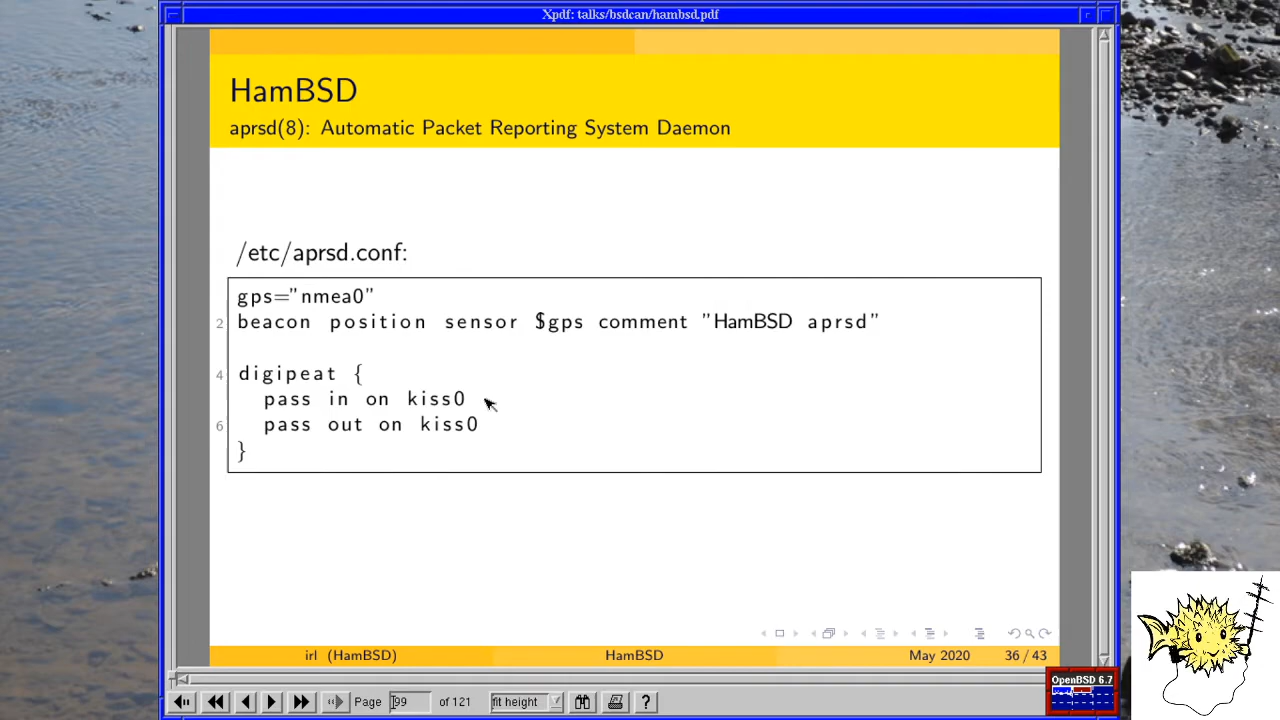 Xpdf: talks/bsdcan/hambsd.pdf
HamBSD
aprsd(8): Automatic Packet Reporting System Daemon
/etc/aprsd.conf:
gps="nmea0"
2 beacon position sensor $gps comment "HamBSD aprsd"
4 digipeat {
pass in on kiss0
6 pass out on kiss0
}
irl (HamBSD) HamBSD May 2020 36 / 43
Page 99 of 121 fit height ?
OpenBSD 6.7